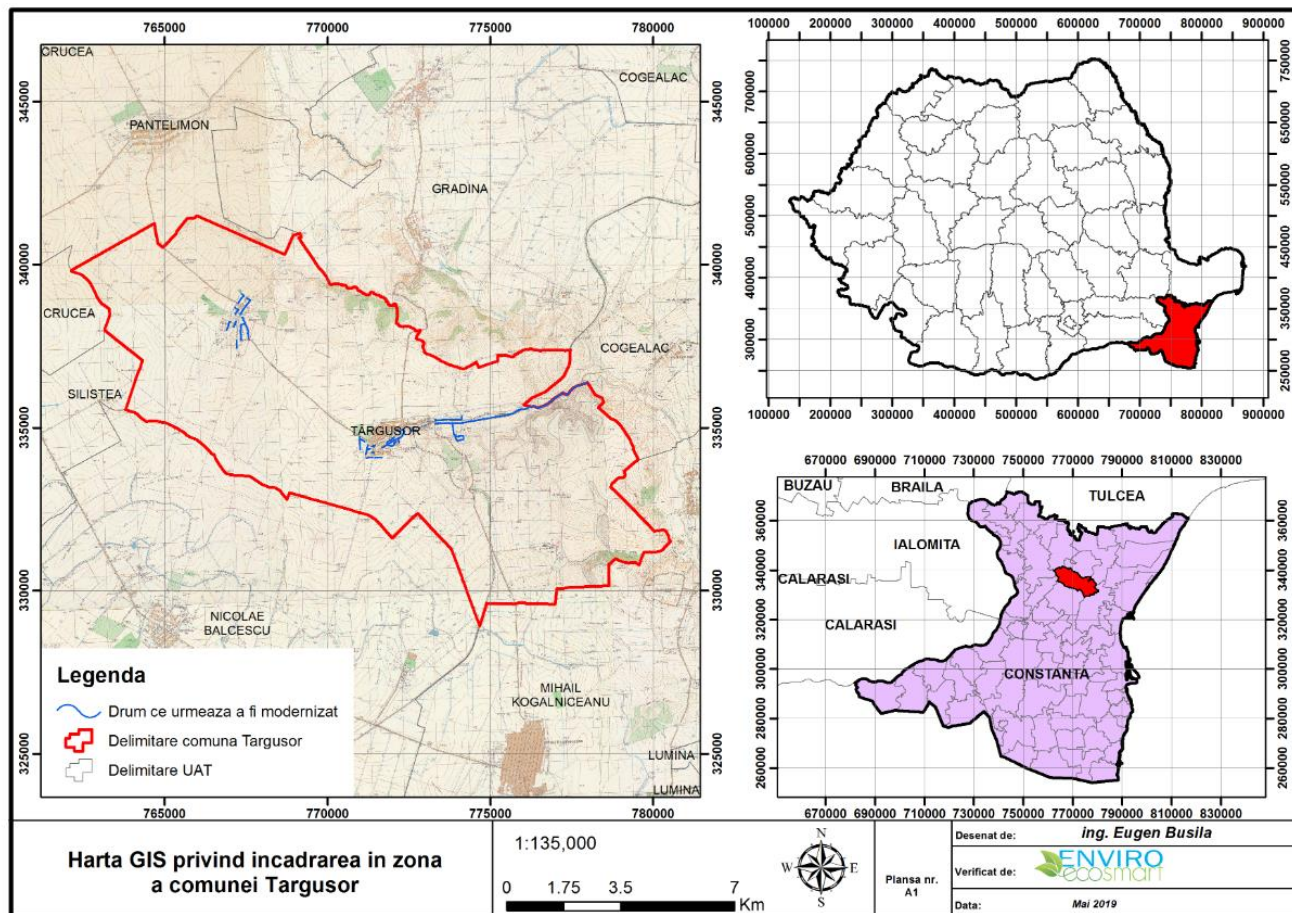 765000 770000 775000 780000
345000
340000
335000
330000
325000
345000
340000
335000
330000
325000
CRUCEA
COGEALAC
PANTELIMON
GRADINA
CRUCEA
COGEALAC
SILISTEA
TÂRGUSOR
NICOLAE
BALCESCU
MIHAIL
KOGALNICEANU
LUMINA
LUMINA
Legenda
Drum ce urmeaza a fi modernizat
Delimitare comuna Targusor
Delimitare UAT
765000 770000 775000 780000
100000 200000 300000 400000 500000 600000 700000 800000 900000
700000
600000
500000
400000
300000
750000
650000
550000
450000
350000
250000
100000 200000 300000 400000 500000 600000 700000 800000 900000
670000 690000 710000 730000 750000 770000 790000 810000 830000
BUZAU
BRAILA
TULCEA
IALOMITA
CALARASI
CALARASI
CONSTANTA
360000
340000
320000
300000
280000
260000
360000
340000
320000
300000
280000
260000
670000 690000 710000 730000 750000 770000 790000 810000 830000
Harta GIS privind incadrarea in zona
a comunei Targusor
1:135,000
0 1.75 3.5 7
Km
N
W E
S
Plansa nr.
A1
Desenat de: ing. Eugen Busila
Verificat de: ENVIRO
ecosmart
Data: Mai 2019